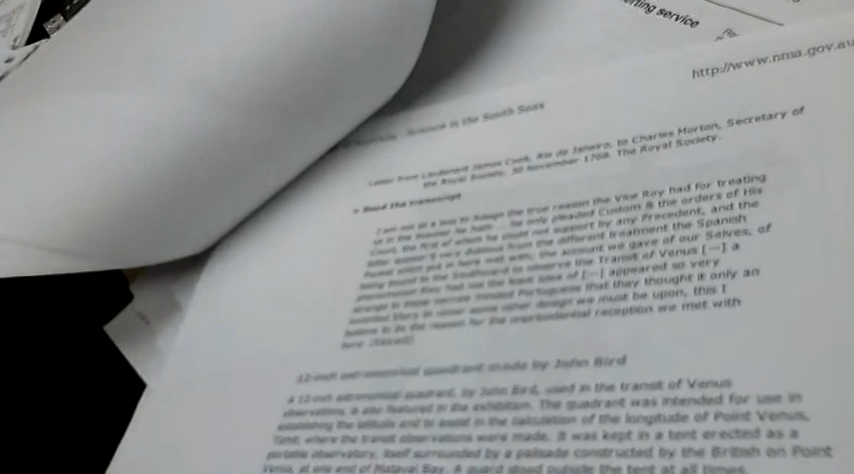 rting service
http://www.nma.gov.au
Science in the South Seas
Letter from Lieutenant James Cook, Rio de Janeiro, to Charles Morton, Secretary of
the Royal Society, 30 November 1768. The Royal Society.
> Read the transcript
I am not at a loss to Assign the true reason the Vice Roy had for treating
us in the manner he hath ... he only pleaded Custom & the orders of His
Court, the first of which he could not support by any Precedent, and the
latter appear'd very dubious from the different treatment the Spanish
put in here met with; the account we gave of our Selves, of
being bound to the Southward to observe the Transit of Venus [—] a
phenomenon they had not the least idea of [—] appeared so very
strange to these narrow minded Portuguese that they thought it only an
invented Story to cover some other design we must be upon, this I
believe to be the reason for the unprecedential reception we met with
here.
12-inch astronomical quadrant made by John Bird
A 12-inch astronomical quadrant, by John Bird, used in the transit of Venus
observations, is also featured in the exhibition. The quadrant was intended for use in
establishing the latitude and to assist in the calculation of the longitude of Point Venus,
Tahiti, where the transit observations were made. It was kept in a tent erected as a
portable observatory, itself surrounded by a palisade constructed by the British on Point
Venus, at one end of Matavai Bay. A guard stood outside the tent at all times.